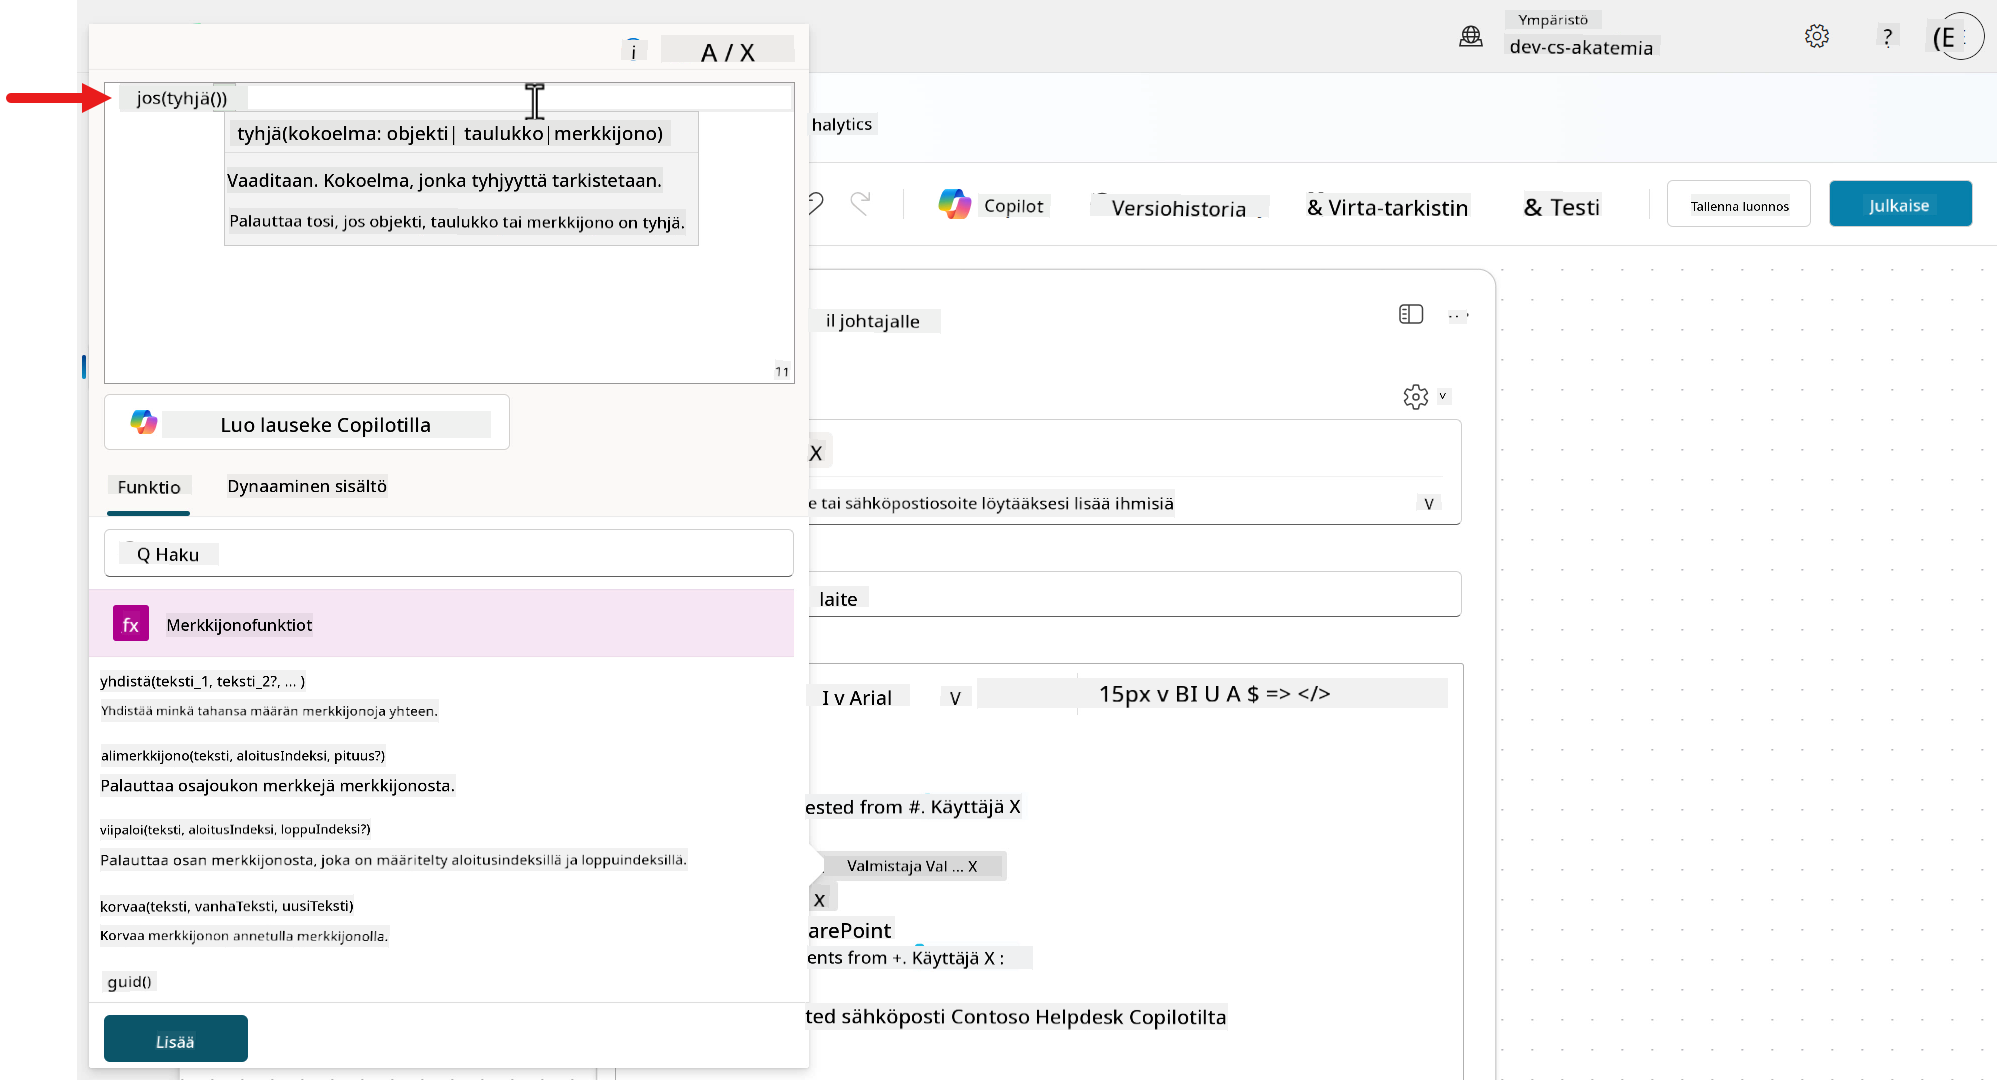 i A / X
Ympäristö
dev-cs-akatemia
?
(E
jos(tyhjä())
tyhjä(kokoelma: objekti| taulukko|merkkijono)
Vaaditaan. Kokoelma, jonka tyhjyyttä tarkistetaan.
Palauttaa tosi, jos objekti, taulukko tai merkkijono on tyhjä.
11
Luo lauseke Copilotilla
Funktio Dynaaminen sisältö
Q Haku
fx Merkkijonofunktiot
yhdistä(teksti_1, teksti_2?, ... )
Yhdistää minkä tahansa määrän merkkijonoja yhteen.
alimerkkijono(teksti, aloitusIndeksi, pituus?)
Palauttaa osajoukon merkkejä merkkijonosta.
viipaloi(teksti, aloitusIndeksi, loppuIndeksi?)
Palauttaa osan merkkijonosta, joka on määritelty aloitusindeksillä ja loppuindeksillä.
korvaa(teksti, vanhaTeksti, uusiTeksti)
Korvaa merkkijonon annetulla merkkijonolla.
guid()
Lisää
halytics
Copilot Versiohistoria & Virta-tarkistin & Testi Tallenna luonnos Julkaise
il johtajalle
v
X
e tai sähköpostiosoite löytääksesi lisää ihmisiä V
laite
I v Arial V 15px v BI U A $ => </>
ested from #. Käyttäjä X
Valmistaja Val ... X
x
arePoint
ents from +. Käyttäjä X :
ted sähköposti Contoso Helpdesk Copilotilta